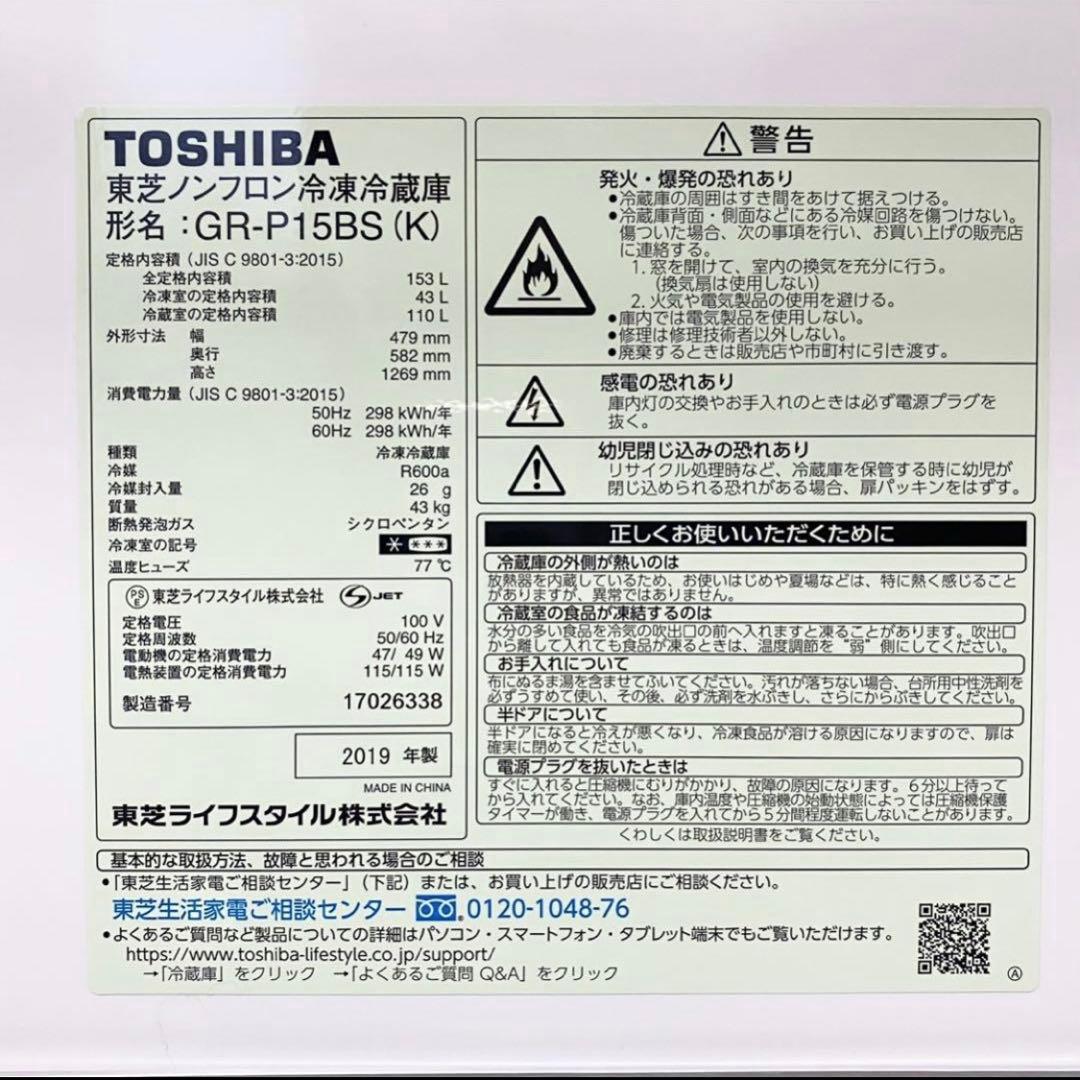 TOSHIBA
東芝ノンフロン冷凍冷蔵庫
形名：GR-P15BS(K)
定格内容積（JIS C 9801-3:2015）
全定格内容積 153 L
冷凍室の定格内容積 43 L
冷蔵室の定格内容積 110 L
外形寸法 幅 479 mm
奥行 582 mm
高さ 1269 mm
消費電力量（JIS C 9801-3:2015）
50Hz 298 kWh/年
60Hz 298 kWh/年
種類 冷凍冷蔵庫
冷媒 R600a
冷媒封入量 26 g
質量 43 kg
断熱発泡ガス シクロペンタン
冷凍室の記号 * ***
温度ヒューズ 77 ℃
PSE 東芝ライフスタイル株式会社 S JET
定格電圧 100 V
定格周波数 50/60 Hz
電動機の定格消費電力 47/ 49 W
電熱装置の定格消費電力 115/115 W
製造番号 17026338
2019 年製
MADE IN CHINA
東芝ライフスタイル株式会社
警告
発火・爆発の恐れあり
●冷蔵庫の周囲はすき間をあけて据えつける。
●冷蔵庫背面・側面などにある冷媒回路を傷つけない。
傷ついた場合、次の事項を行い、お買い上げの販売店
に連絡する。
1. 窓を開けて、室内の換気を充分に行う。
(換気扇は使用しない)
2. 火気や電気製品の使用を避ける。
●庫内では電気製品を使用しない。
●修理は修理技術者以外しない。
●廃棄するときは販売店や市町村に引き渡す。
感電の恐れあり
庫内灯の交換やお手入れのときは必ず電源プラグを
抜く。
幼児閉じ込みの恐れあり
リサイクル処理時など、冷蔵庫を保管する時に幼児が
閉じ込められる恐れがある場合、扉パッキンをはずす。
正しくお使いいただくために
冷蔵庫の外側が熱いのは
放熱器を内蔵しているため、お使いはじめや夏場などは、特に熱く感じること
がありますが、異常ではありません。
冷蔵室の食品が凍結するのは
水分の多い食品を冷気の吹出口の前へ入れますと凍ることがあります。吹出口
から離して入れても食品が凍るときは、温度調節を“弱”側にしてください。
お手入れについて
布にぬるま湯を含ませてふいてください。汚れが落ちない場合、台所用中性洗剤を
必ずうすめて使い、その後、必ず洗剤を水ぶきし、さらにからぶきしてください。
半ドアについて
半ドアになると冷えが悪くなり、冷凍食品が溶ける原因になりますので、扉は
確実に閉めてください。
電源プラグを抜いたときは
すぐに入れると圧縮機にむりがかかり、故障の原因になります。6分以上待って
から入れてください。なお、庫内温度や圧縮機の始動状態によっては圧縮機保護
タイマーが働き、電源プラグを入れてから5分間程度運転しないことがあります。
くわしくは取扱説明書をご覧ください。
基本的な取扱方法、故障と思われる場合のご相談
●「東芝生活家電ご相談センター」（下記）または、お買い上げの販売店にご相談ください。
東芝生活家電ご相談センター 0120-1048-76
●よくあるご質問など製品についての詳細はパソコン・スマートフォン・タブレット端末でもご覧いただけます。
https://www.toshiba-lifestyle.co.jp/support/
→「冷蔵庫」をクリック →「よくあるご質問 Q&A」をクリック
Ⓐ